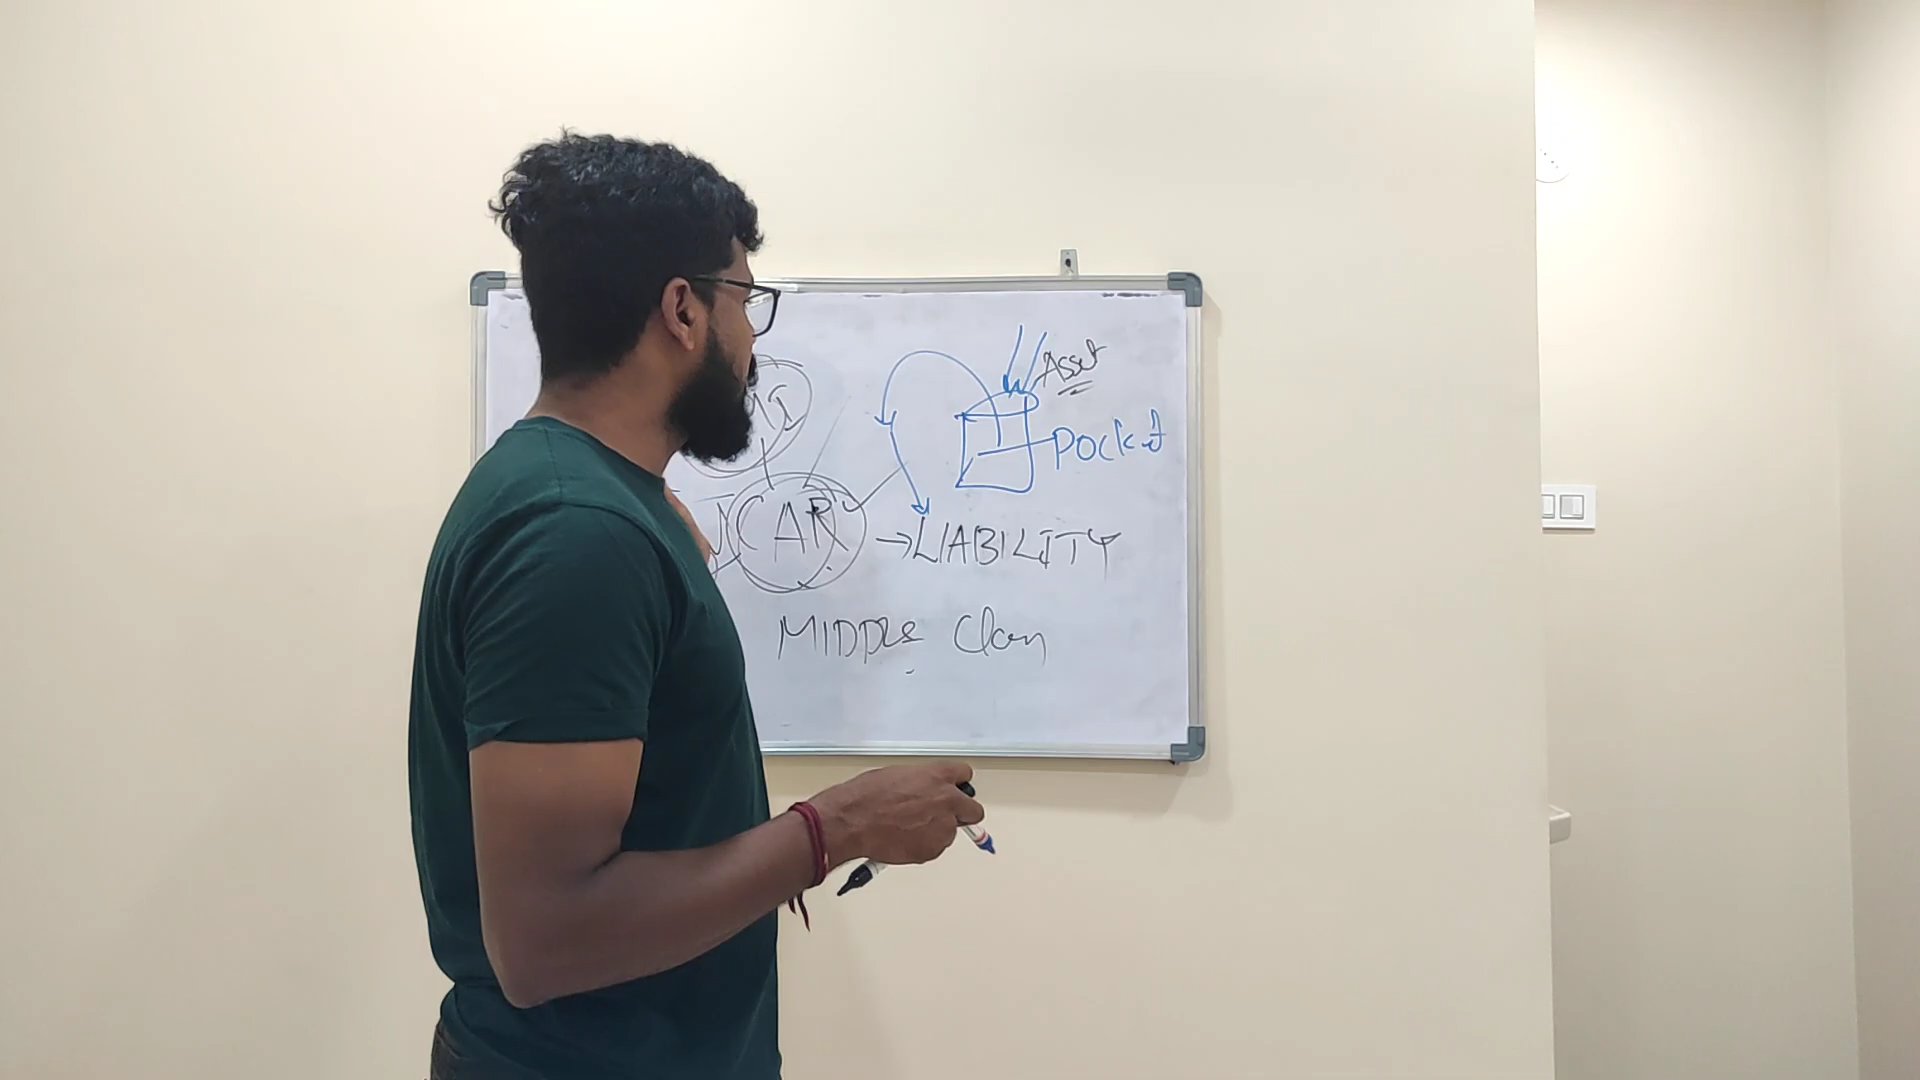 Asset
Pocket
CAR → LIABILITY
MIDDLE Class